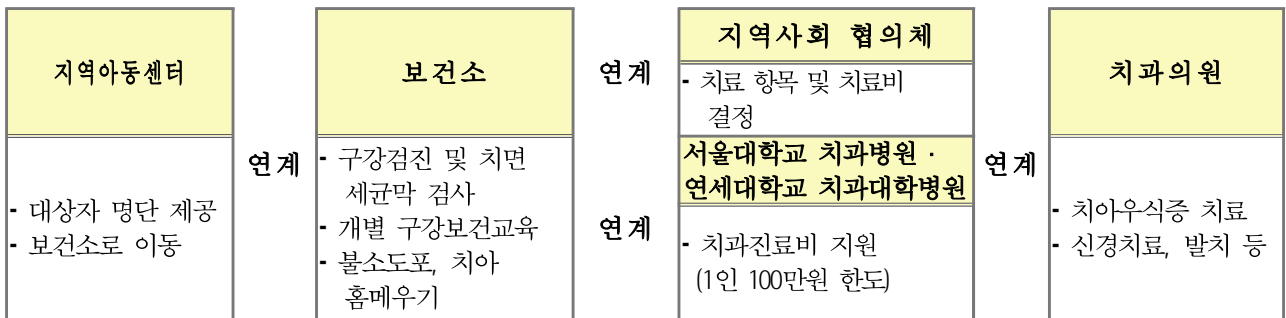 지역아동센터
- 대상자 명단 제공
- 보건소로 이동
연계
보건소
- 구강검진 및 치면
세균막 검사
- 개별 구강보건교육
- 불소도포, 치아
홈메우기
연계
연계
지역사회 협의체
- 치료 항목 및 치료비
결정
서울대학교 치과병원 ·
연세대학교 치과대학병원
- 치과진료비 지원
(1인 100만원 한도)
연계
치과의원
- 치아우식증 치료
- 신경치료, 발치 등